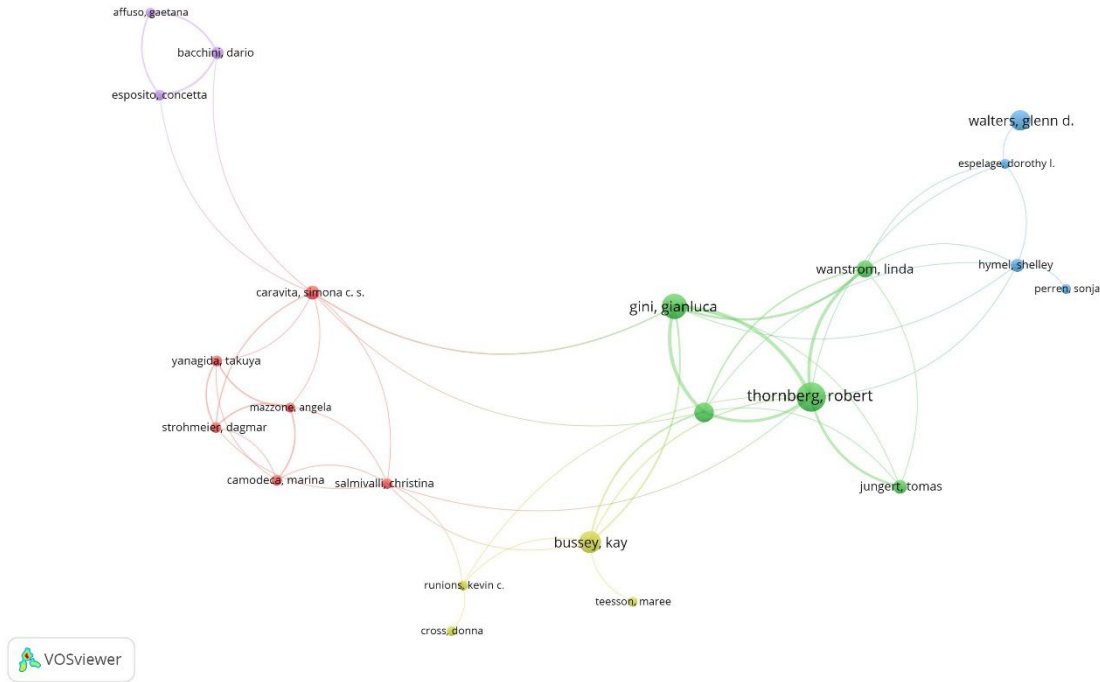 affuso, gaetana
bacchini, dario
esposito, concetta
walters, glenn d.
espelage, dorothy l.
wanstrom, linda
hymel, shelley
perren, sonja
caravita, simona c. s.
gini, gianluca
yanagida, takuya
thornberg, robert
mazzone, angela
strohmeier, dagmar
camodeca, marina
salmivalli, christina
jungert, tomas
bussey, kay
runions, kevin c.
teesson, maree
cross, donna
VOSviewer